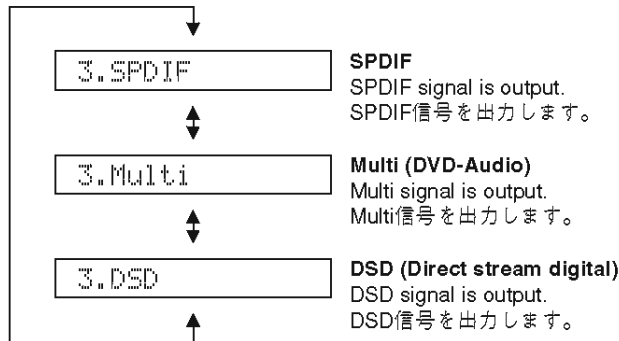 3.SPDIF
SPDIF
SPDIF signal is output.
SPDIF信号を出力します。
3.Multi
Multi (DVD-Audio)
Multi signal is output.
Multi信号を出力します。
3.DSD
DSD (Direct stream digital)
DSD signal is output.
DSD信号を出力します。